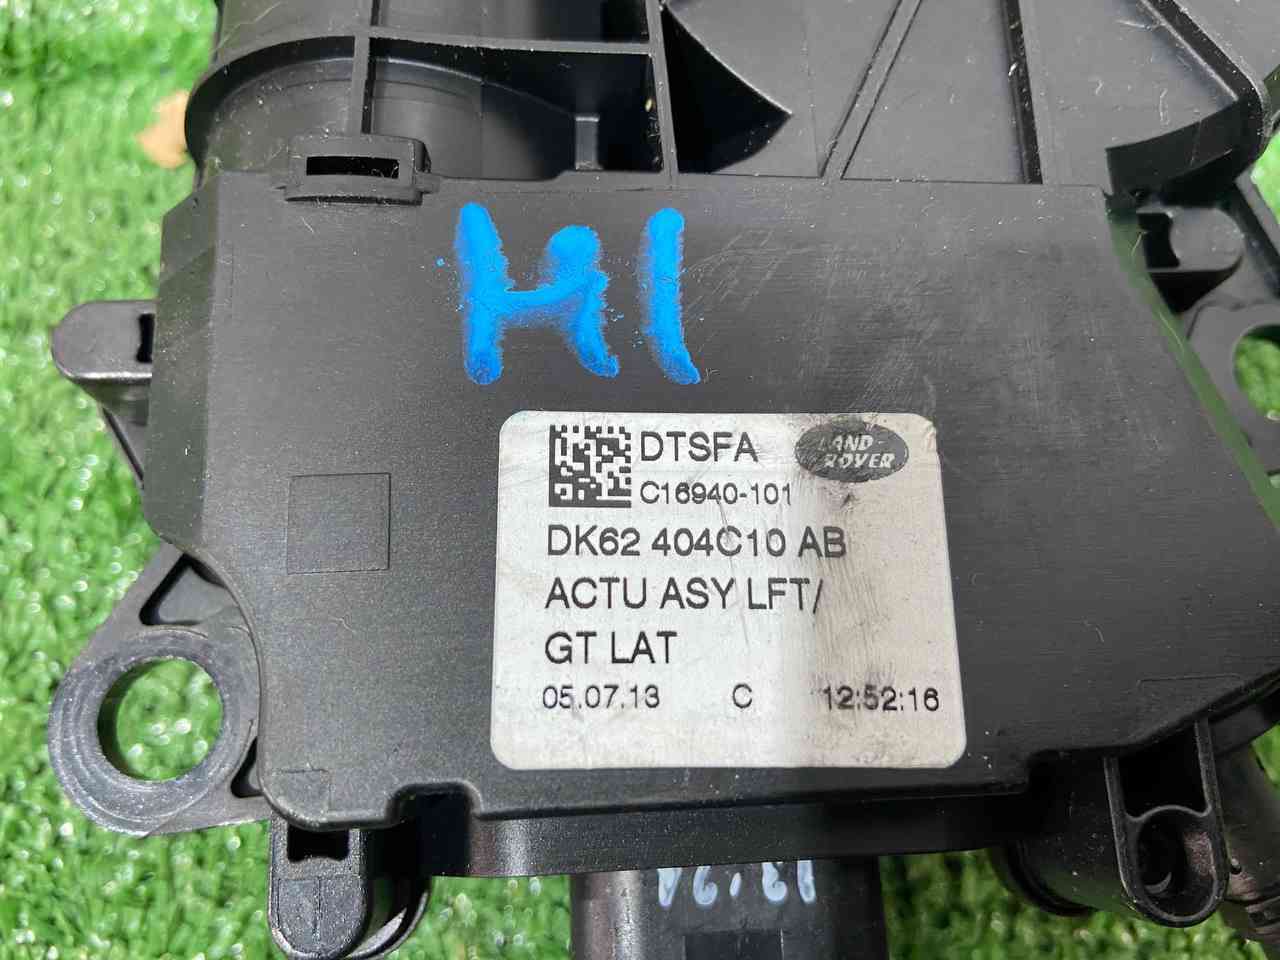 HI
DTSFA
LAND-
ROVER
C16940-101
DK62 404C10 AB
ACTU ASY LFT/
GT LAT
05.07.13 C 12:52:16